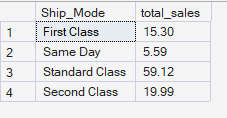 Ship_Mode total_sales
1 First Class 15.30
2 Same Day 5.59
3 Standard Class 59.12
4 Second Class 19.99